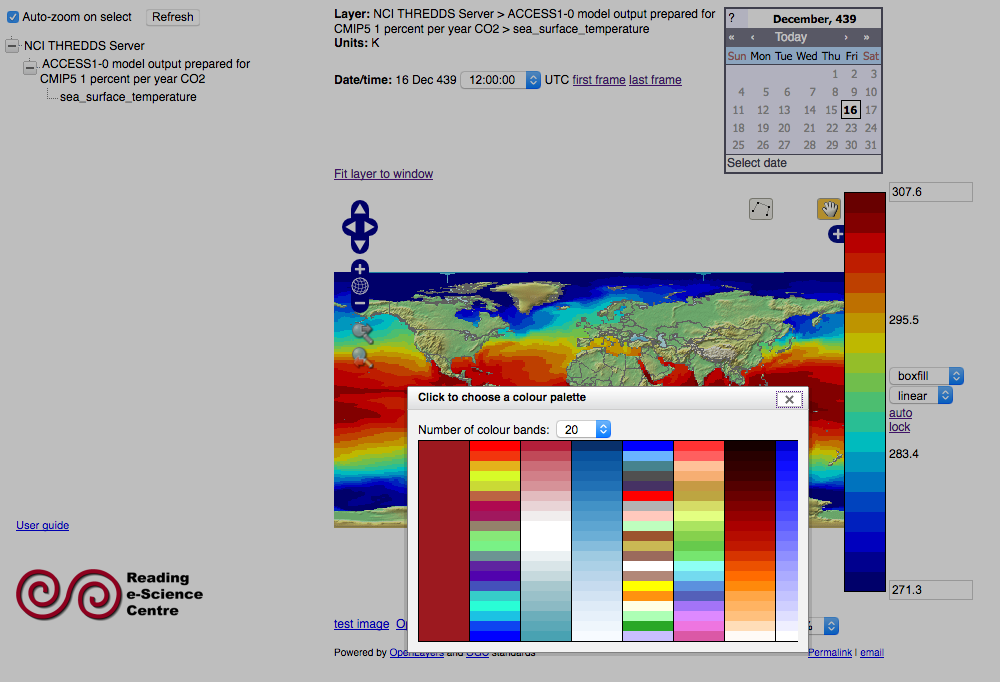 Auto-zoom on select
Refresh
NCI THREDDS Server
ACCESS1-0 model output prepared for
CMIP5 1 percent per year CO2
sea_surface_temperature
User guide
Reading
e-Science
Centre
Layer: NCI THREDDS Server > ACCESS1-0 model output prepared for
CMIP5 1 percent per year CO2 > sea_surface_temperature
Units: K
Date/time: 16 Dec 439 12:00:00 UTC first frame last frame
? December, 439
« ‹ Today › »
Sun Mon Tue Wed Thu Fri Sat
1 2 3
4 5 6 7 8 9 10
11 12 13 14 15 16 17
18 19 20 21 22 23 24
25 26 27 28 29 30 31
Select date
Fit layer to window
307.6
295.5
boxfill
linear
auto
lock
283.4
271.3
Click to choose a colour palette
Number of colour bands: 20
test image
%
Powered by OpenLayers and OGC standards
Permalink | email